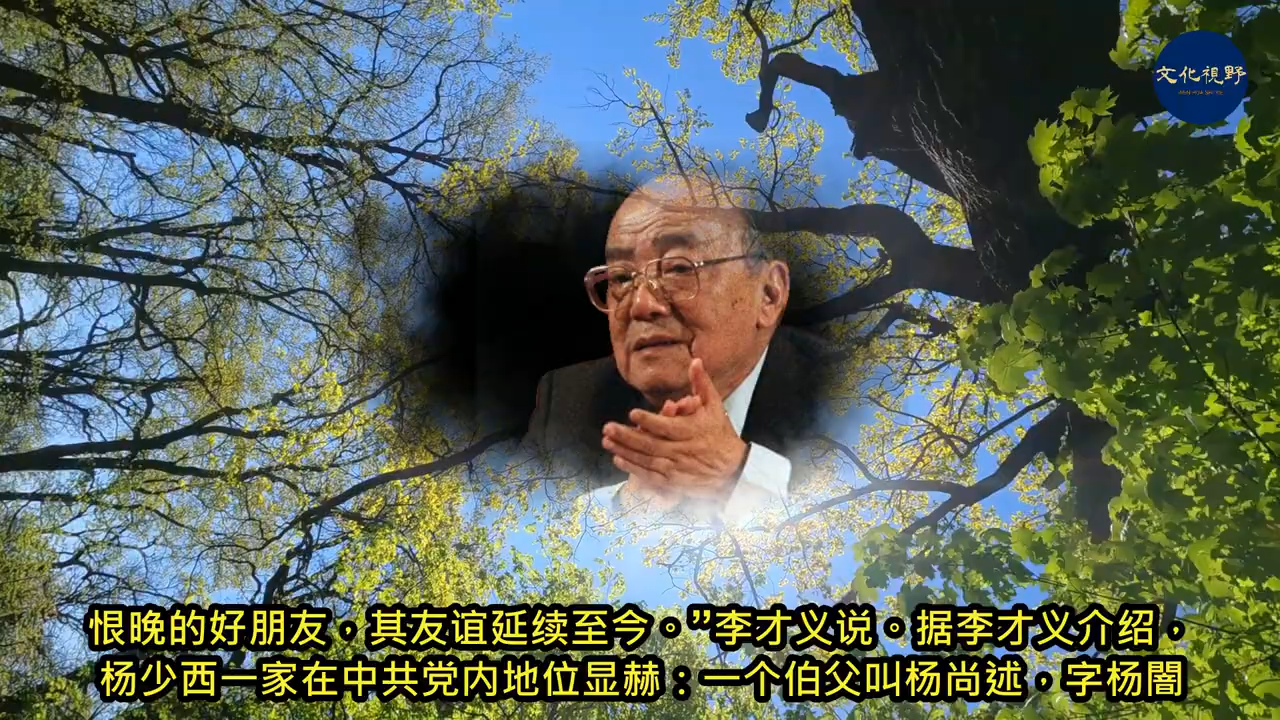 文化視野
恨晚的好朋友，其友谊延续至今。”李才义说。据李才义介绍，
杨少西一家在中共党内地位显赫：一个伯父叫杨尚述，字杨闇